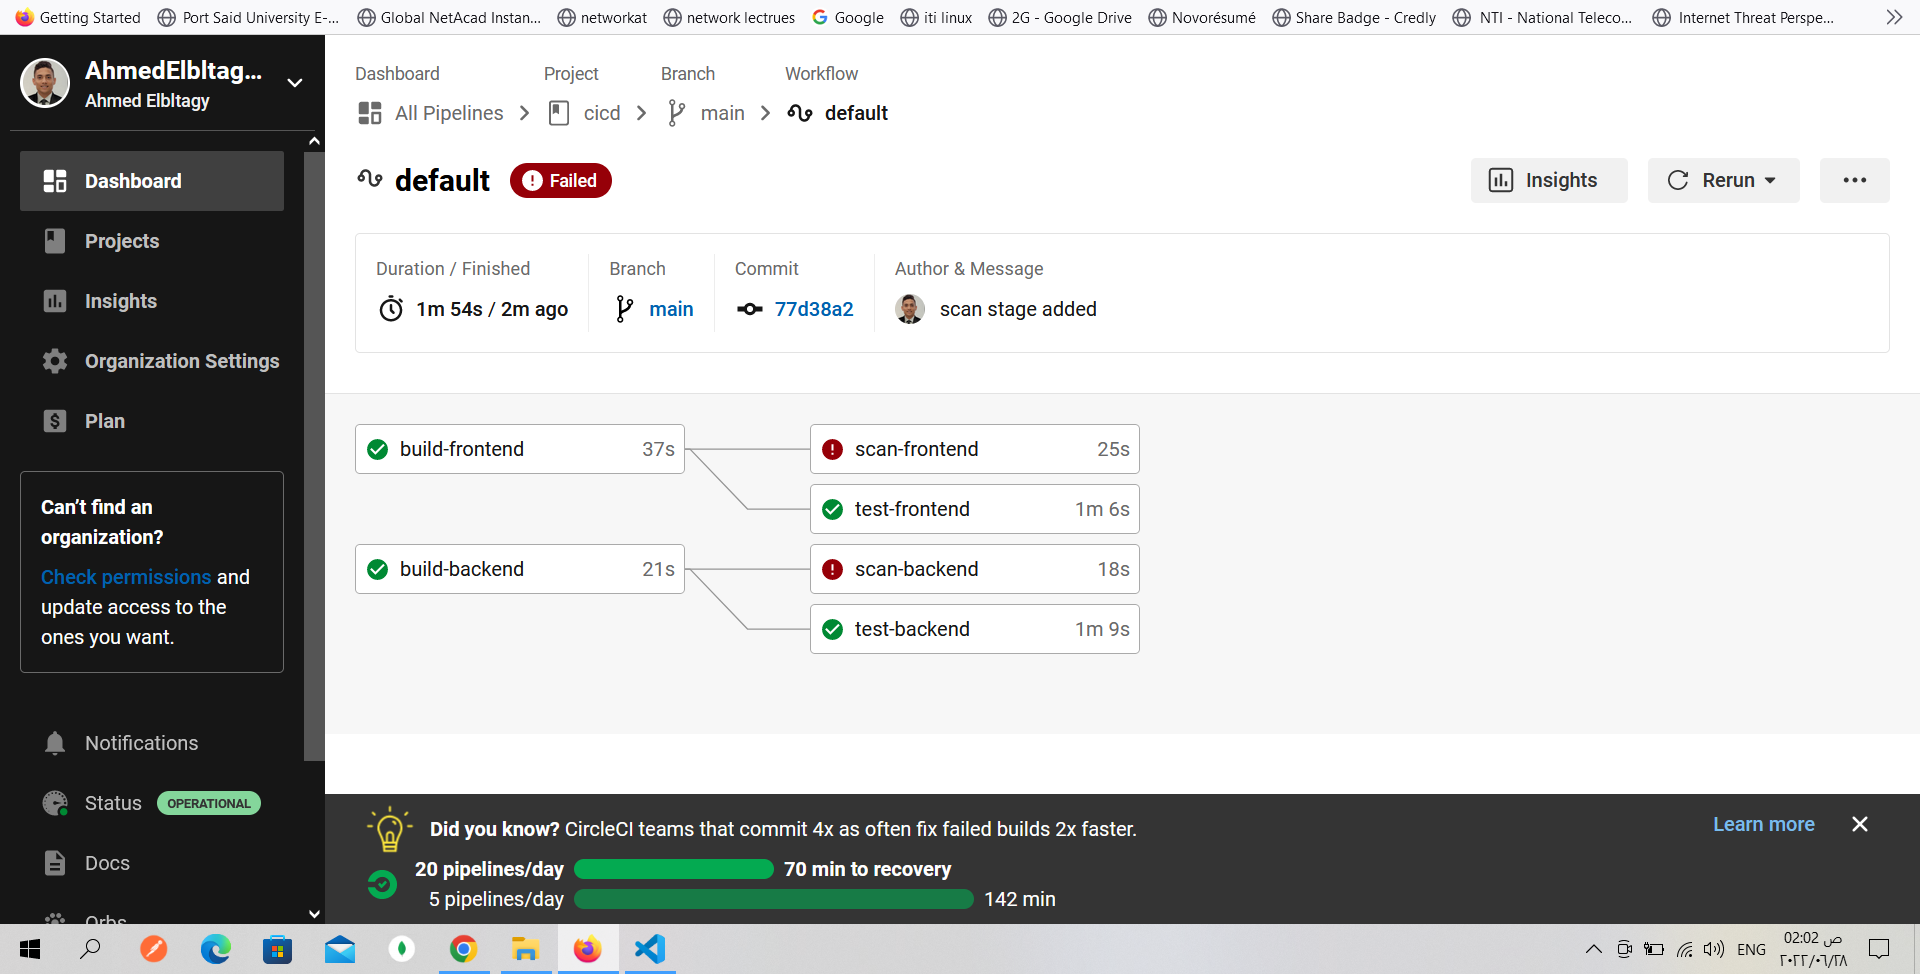 Getting Started Port Said University E-... Global NetAcad Instan... networkat network lectrues Google iti linux 2G - Google Drive Novorésumé Share Badge - Credly NTI - National Teleco... Internet Threat Perspe...
AhmedElbltag...
Ahmed Elbltagy
Dashboard
Projects
Insights
Organization Settings
Plan
Can’t find an
organization?
Check permissions and
update access to the
ones you want.
Notifications
Status OPERATIONAL
Docs
Orbs
Dashboard Project Branch Workflow
All Pipelines cicd main default
default Failed
Insights Rerun
Duration / Finished Branch Commit Author & Message
1m 54s / 2m ago main 77d38a2 scan stage added
build-frontend 37s scan-frontend 25s
test-frontend 1m 6s
build-backend 21s scan-backend 18s
test-backend 1m 9s
Did you know? CircleCI teams that commit 4x as often fix failed builds 2x faster.
Learn more
20 pipelines/day 70 min to recovery
5 pipelines/day 142 min
ENG
02:02 ص
٢٠٢٢/٠٦/٢٨